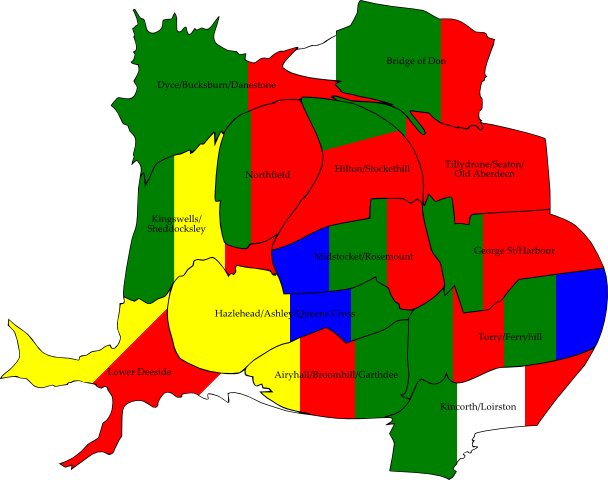 Bridge of Don
Dyce/Bucksburn/Danestone
Tillydrone/Seaton/
Old Aberdeen
Hilton/Stockethill
Northfield
Kingswells/
Sheddocksley
George St/Harbour
Midstocket/Rosemount
Hazlehead/Ashley/Queens Cross
Torry/Ferryhill
Lower Deeside
Airyhall/Broomhill/Garthdee
Kincorth/Loirston